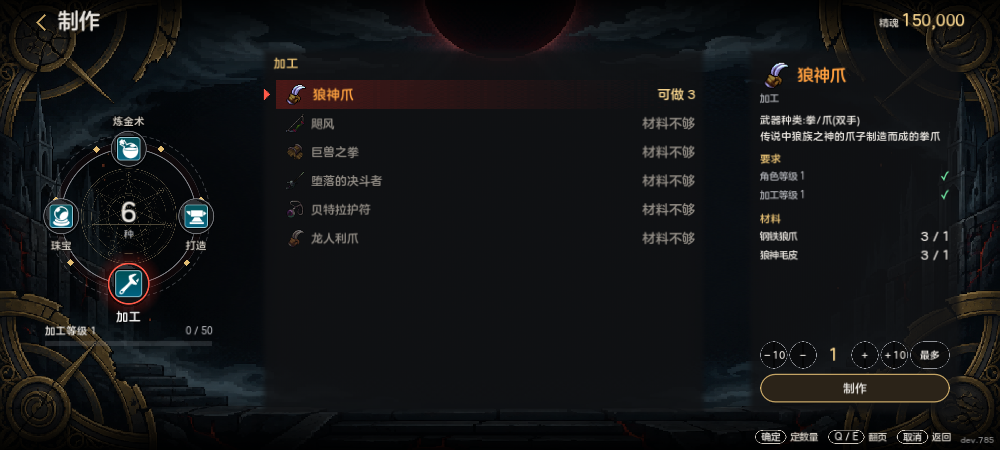 制作
精魂 150,000
炼金术
珠宝
6
种
打造
加工
加工等级 1 0 / 50
加工
狼神爪 可做 3
飓风 材料不够
巨兽之拳 材料不够
堕落的决斗者 材料不够
贝特拉护符 材料不够
龙人利爪 材料不够
狼神爪
加工
武器种类:拳/爪(双手)
传说中狼族之神的爪子制造而成的拳爪
要求
角色等级 1 ✓
加工等级 1 ✓
材料
钢铁狼爪 3 / 1
狼神毛皮 3 / 1
-10 - 1 + +10 最多
制作
确定 定数量 Q / E 翻页 取消 返回 dev.785